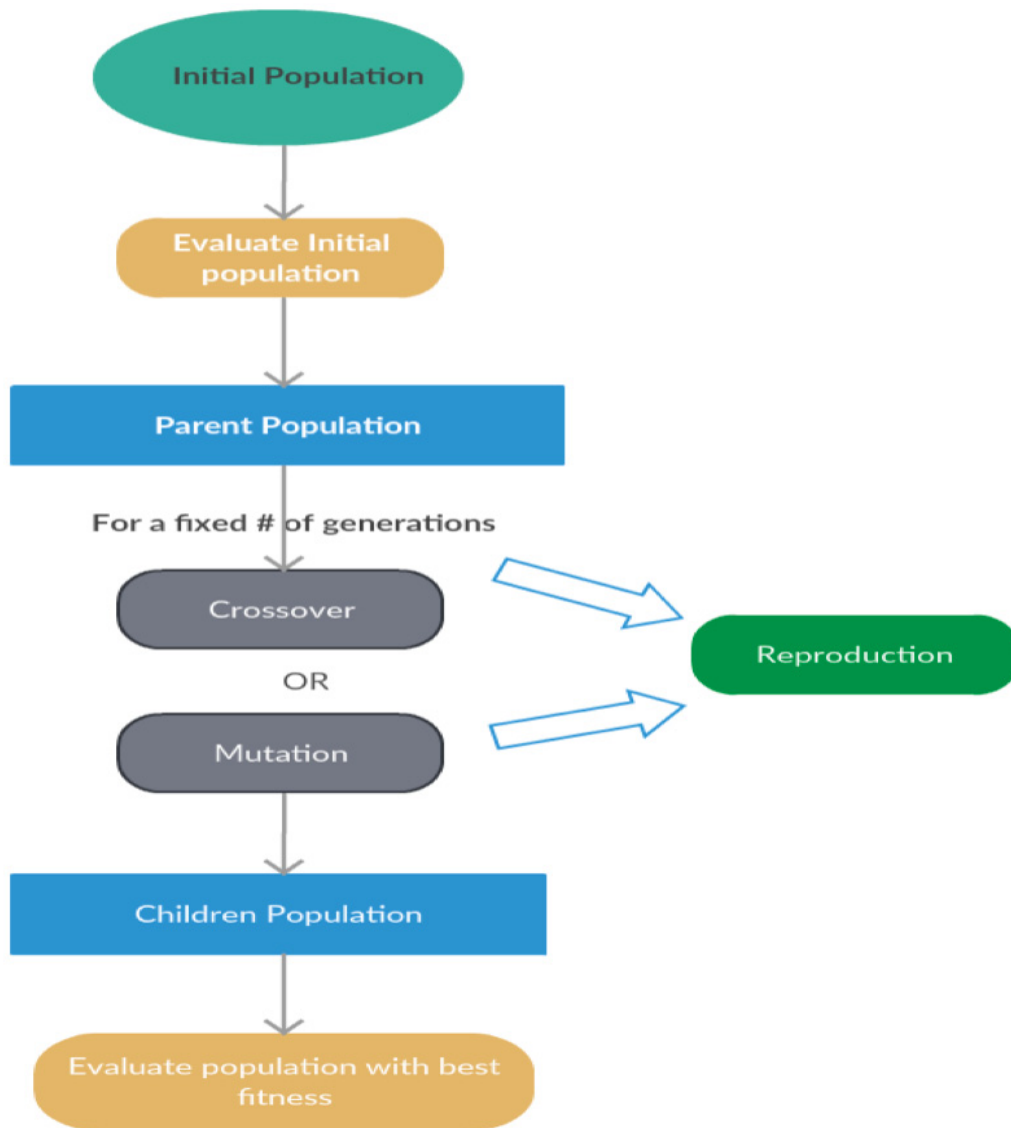 Initial Population
Evaluate Initial
population
Parent Population
For a fixed # of generations
Crossover
Reproduction
OR
Mutation
Children Population
Evaluate population with best
fitness